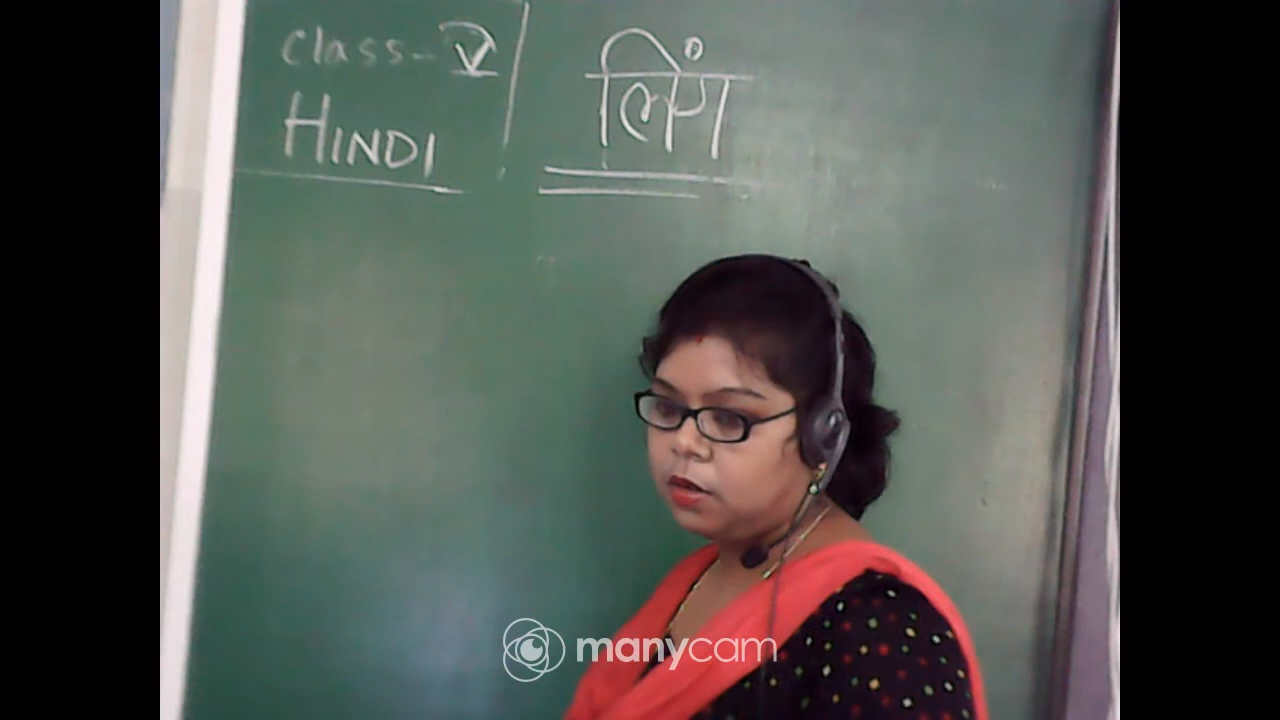 Class-V
HINDI
लिंग
manycam